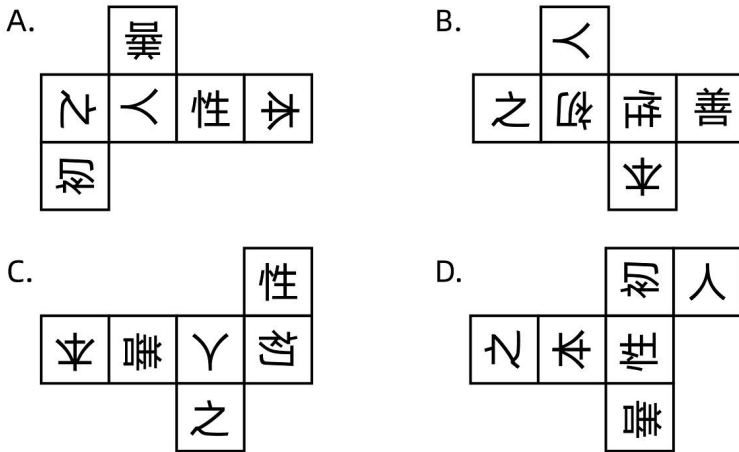 A.
善
之 人 性 本
初
B.
人
之 初 性 善
本
C.
性
本 善 人 初
之
D.
初 人
之 本 性
善